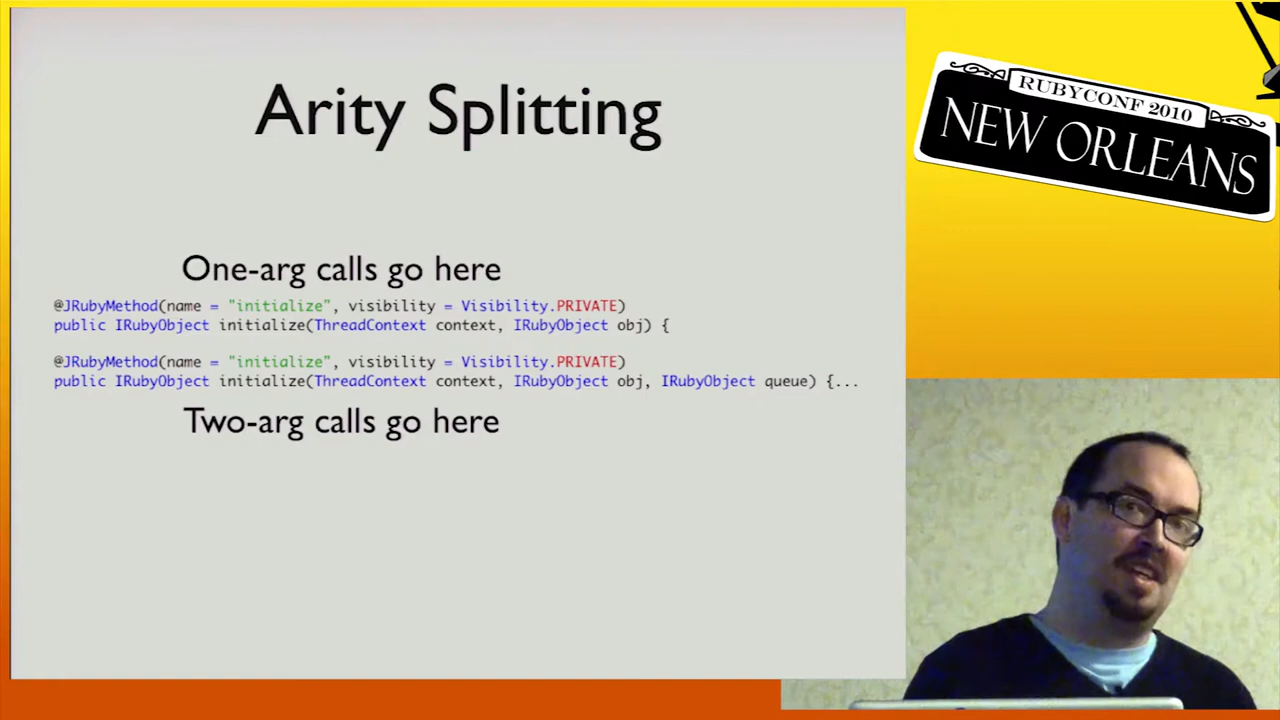 Arity Splitting
One-arg calls go here
@JRubyMethod(name = "initialize", visibility = Visibility.PRIVATE)
public IRubyObject initialize(ThreadContext context, IRubyObject obj) {
@JRubyMethod(name = "initialize", visibility = Visibility.PRIVATE)
public IRubyObject initialize(ThreadContext context, IRubyObject obj, IRubyObject queue) {...
Two-arg calls go here
RUBYCONF 2010
NEW ORLEANS